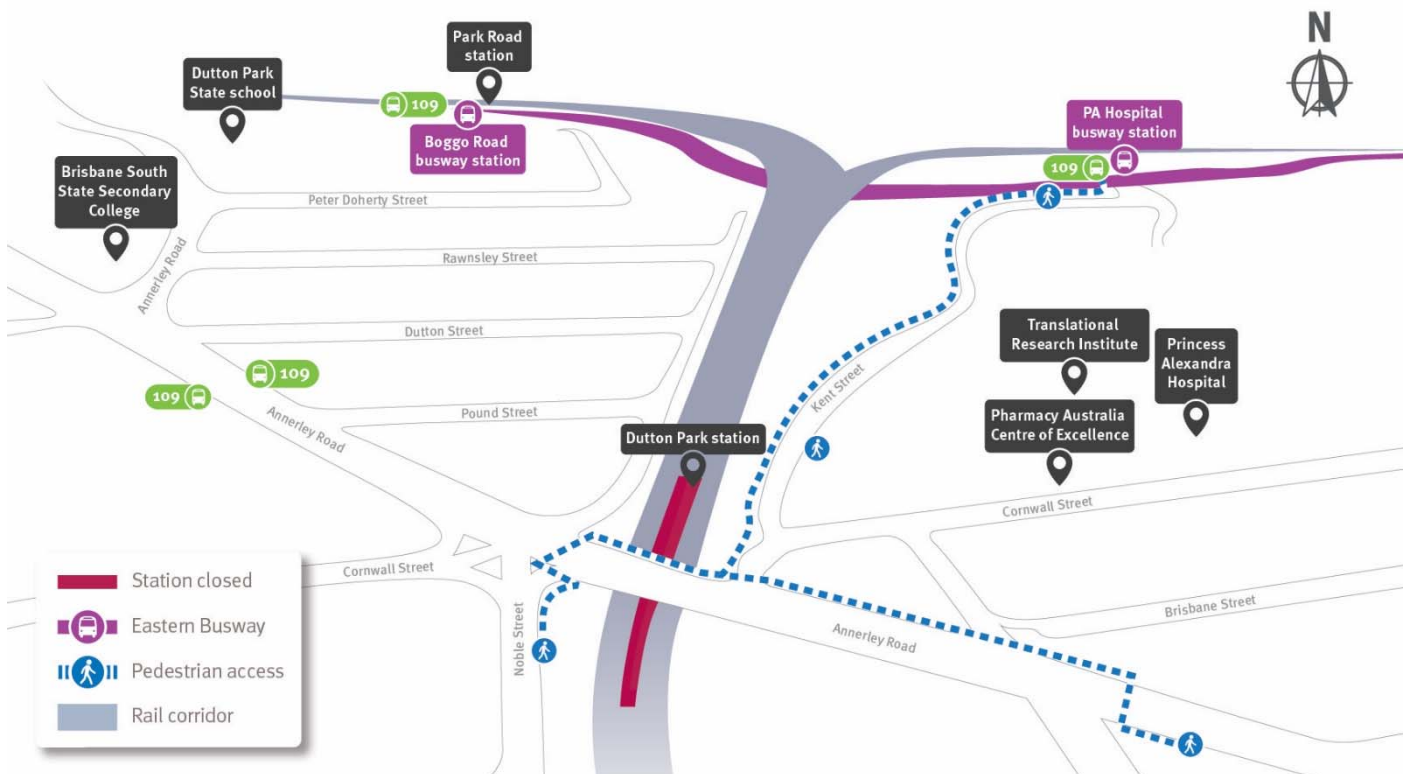 N
Park Road
station
Dutton Park
State school
109
Boggo Road
busway station
PA Hospital
busway station
109
Brisbane South
State Secondary
College
Peter Doherty Street
Annerley Road
Rawnsley Street
Dutton Street
Translational
Research Institute
Princess
Alexandra
Hospital
Kent Street
109
109
Annerley Road
Pound Street
Pharmacy Australia
Centre of Excellence
Dutton Park station
Cornwall Street
Cornwall Street
Noble Street
Annerley Road
Brisbane Street
Station closed
Eastern Busway
Pedestrian access
Rail corridor